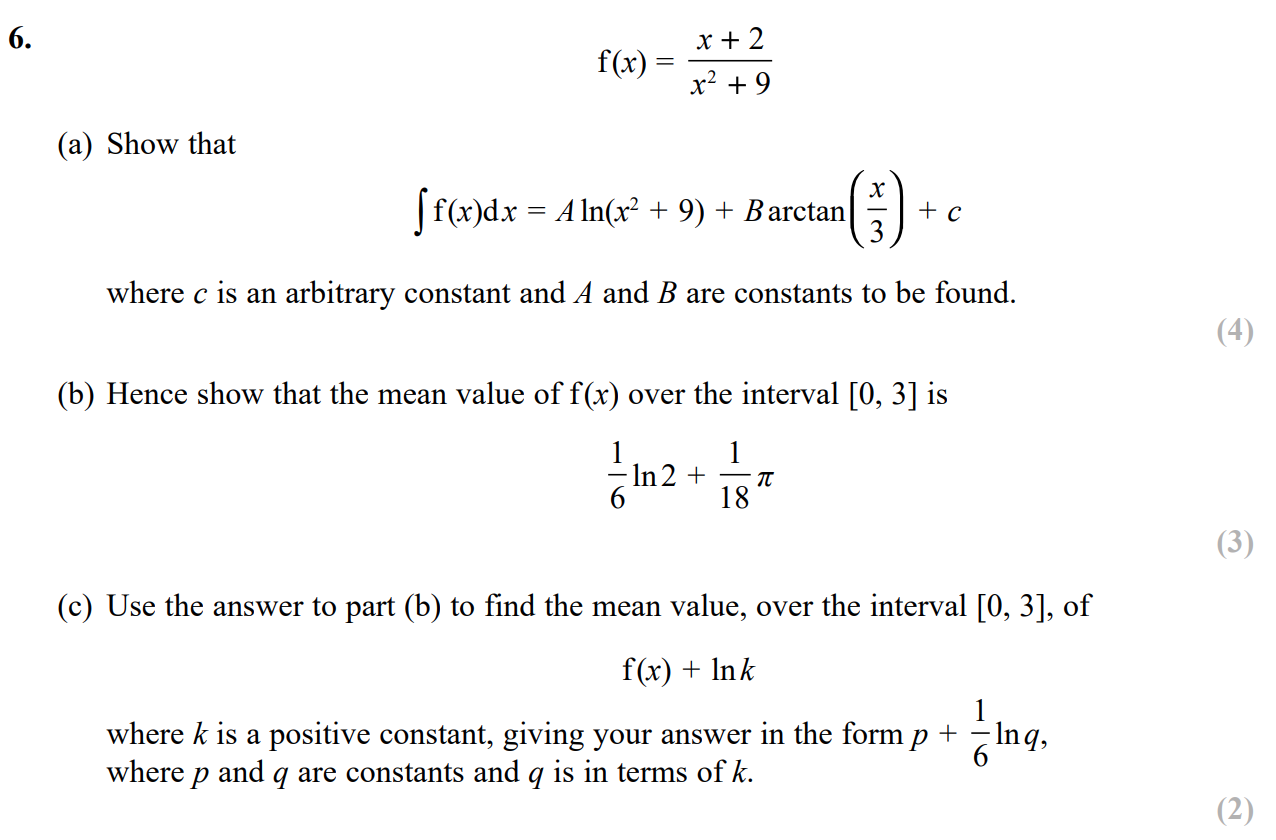 6.
f(x) = \frac{x + 2}{x^2 + 9}
(a) Show that
\int f(x)dx = A ln(x^2 + 9) + B arctan(\frac{x}{3}) + c
where c is an arbitrary constant and A and B are constants to be found.
(4)
(b) Hence show that the mean value of f(x) over the interval [0, 3] is
\frac{1}{6} ln 2 + \frac{1}{18} π
(3)
(c) Use the answer to part (b) to find the mean value, over the interval [0, 3], of
f(x) + ln k
where k is a positive constant, giving your answer in the form p + \frac{1}{6} ln q,
where p and q are constants and q is in terms of k.
(2)